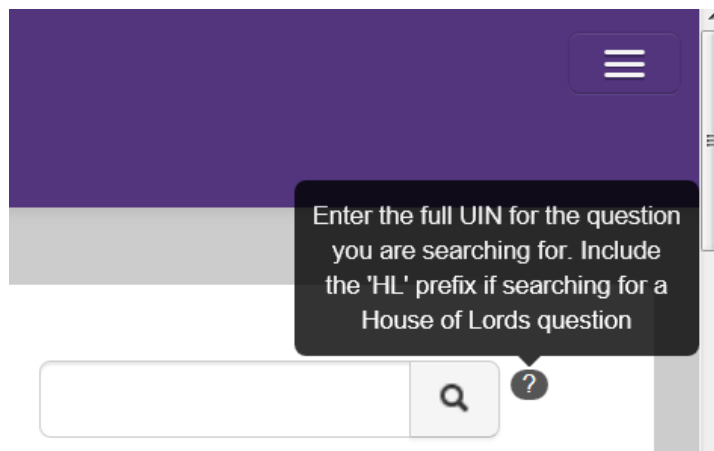 Enter the full UIN for the question
you are searching for. Include
the 'HL' prefix if searching for a
House of Lords question
?